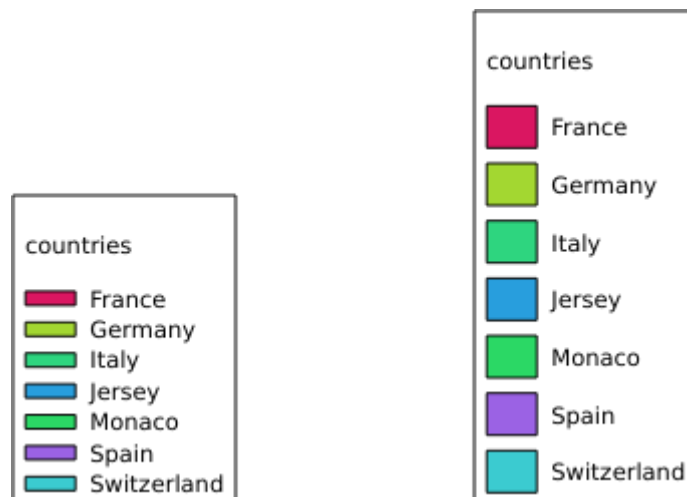 countries
France
Germany
Italy
Jersey
Monaco
Spain
Switzerland
countries
France
Germany
Italy
Jersey
Monaco
Spain
Switzerland